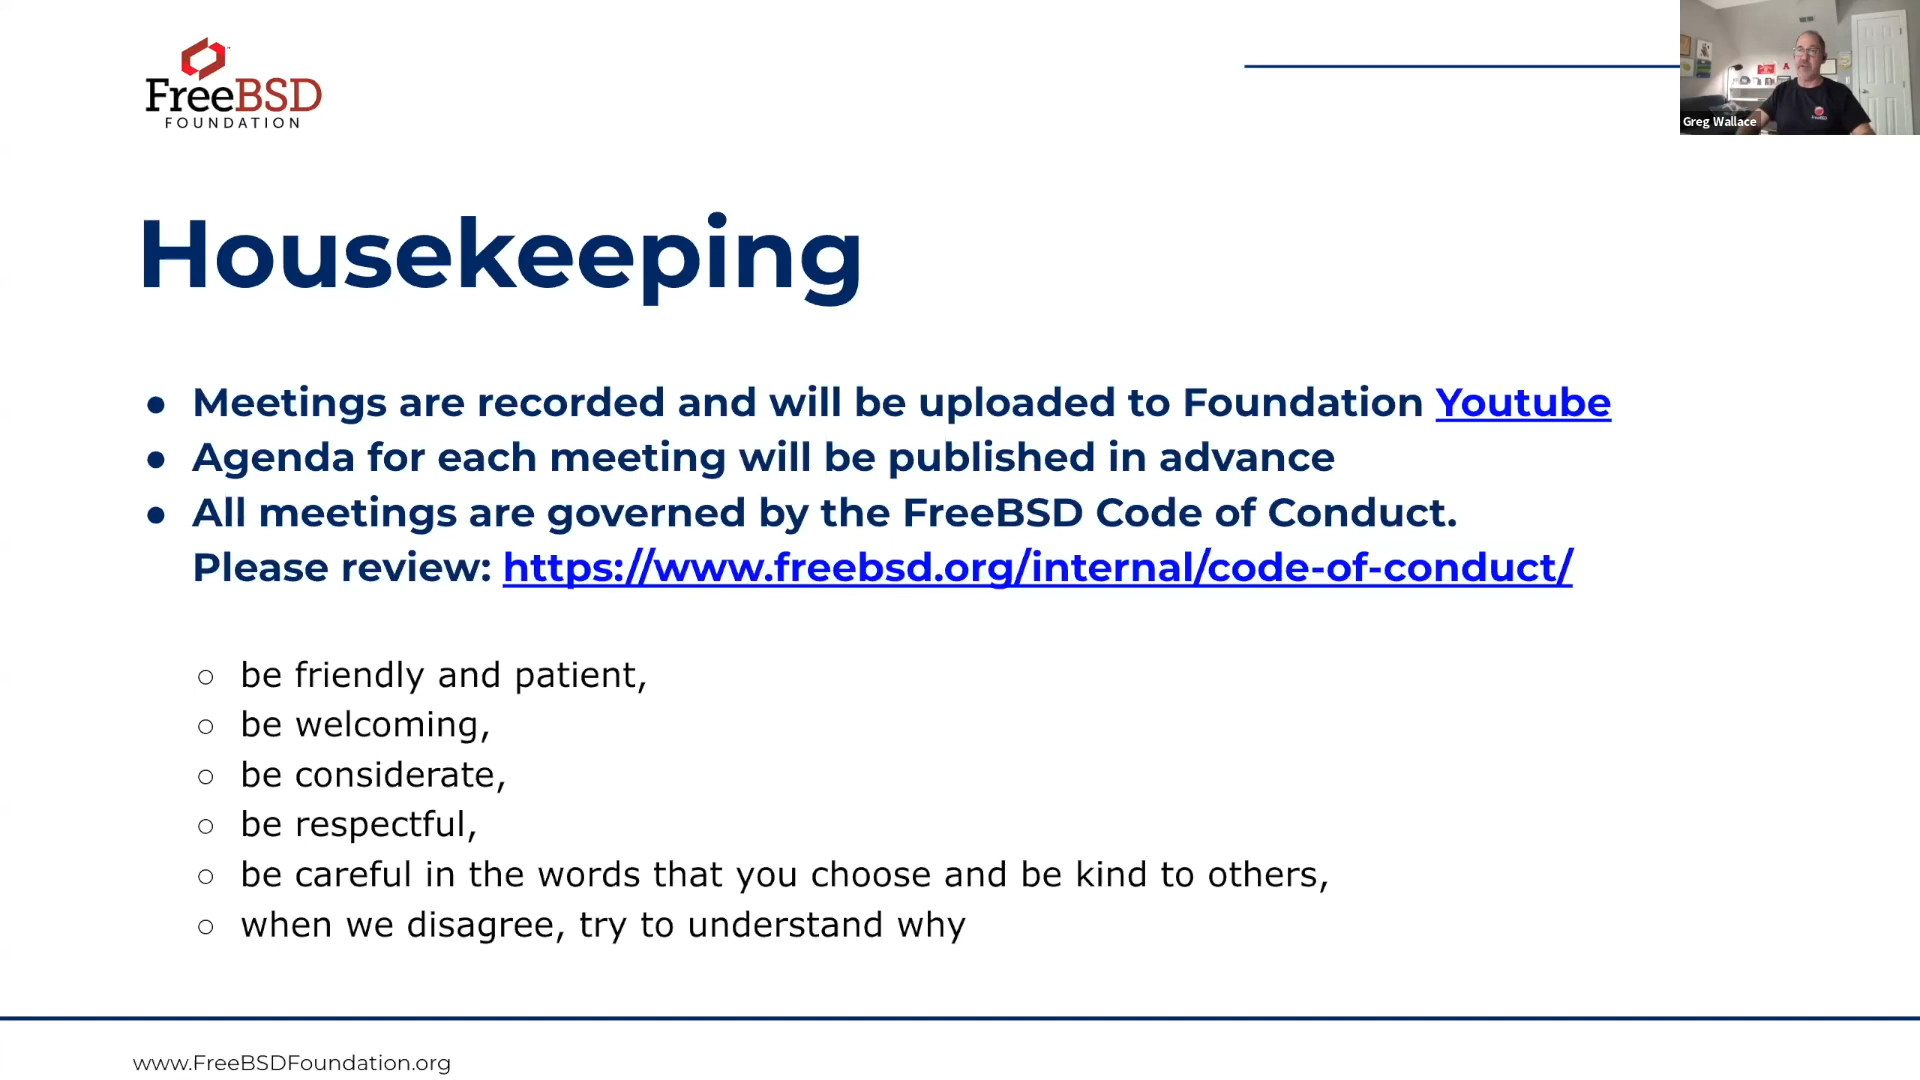 FreeBSD
FOUNDATION
Greg Wallace
Housekeeping
● Meetings are recorded and will be uploaded to Foundation Youtube
● Agenda for each meeting will be published in advance
● All meetings are governed by the FreeBSD Code of Conduct.
Please review: https://www.freebsd.org/internal/code-of-conduct/
○ be friendly and patient,
○ be welcoming,
○ be considerate,
○ be respectful,
○ be careful in the words that you choose and be kind to others,
○ when we disagree, try to understand why
www.FreeBSDFoundation.org